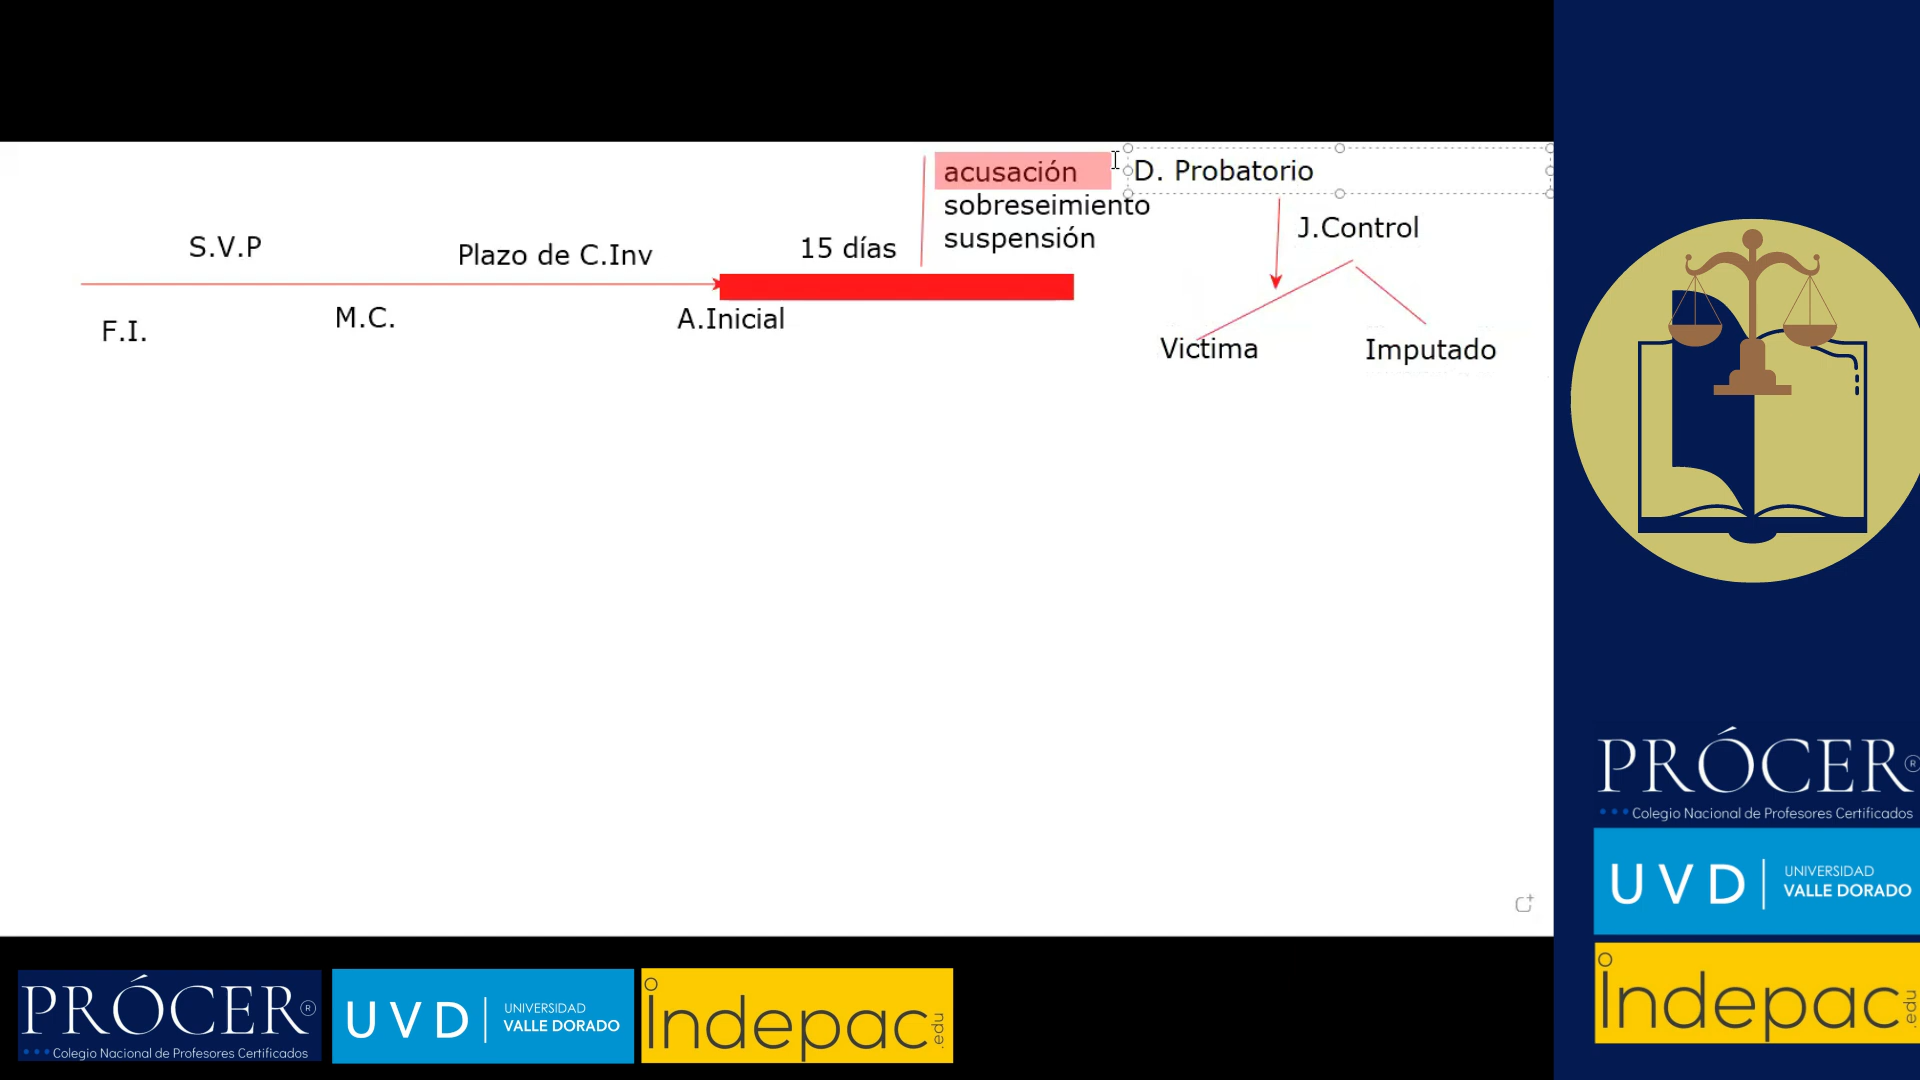 acusación
D. Probatorio
sobreseimiento
suspensión
J.Control
S.V.P
Plazo de C.Inv
15 días
F.I.
M.C.
A.Inicial
Victima
Imputado
PRÓCER®
Colegio Nacional de Profesores Certificados
UVD
UNIVERSIDAD
VALLE DORADO
indepac.edu
PRÓCER®
Colegio Nacional de Profesores Certificados
UVD
UNIVERSIDAD
VALLE DORADO
indepac.edu